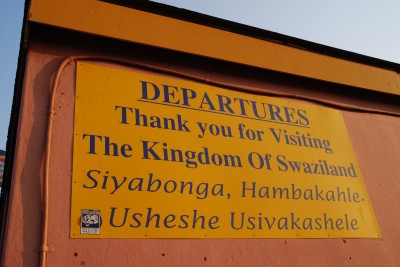 DEPARTURES
Thank you for Visiting
The Kingdom Of Swaziland
Siyabonga, Hambakahle.
Usheshe Usivakashele